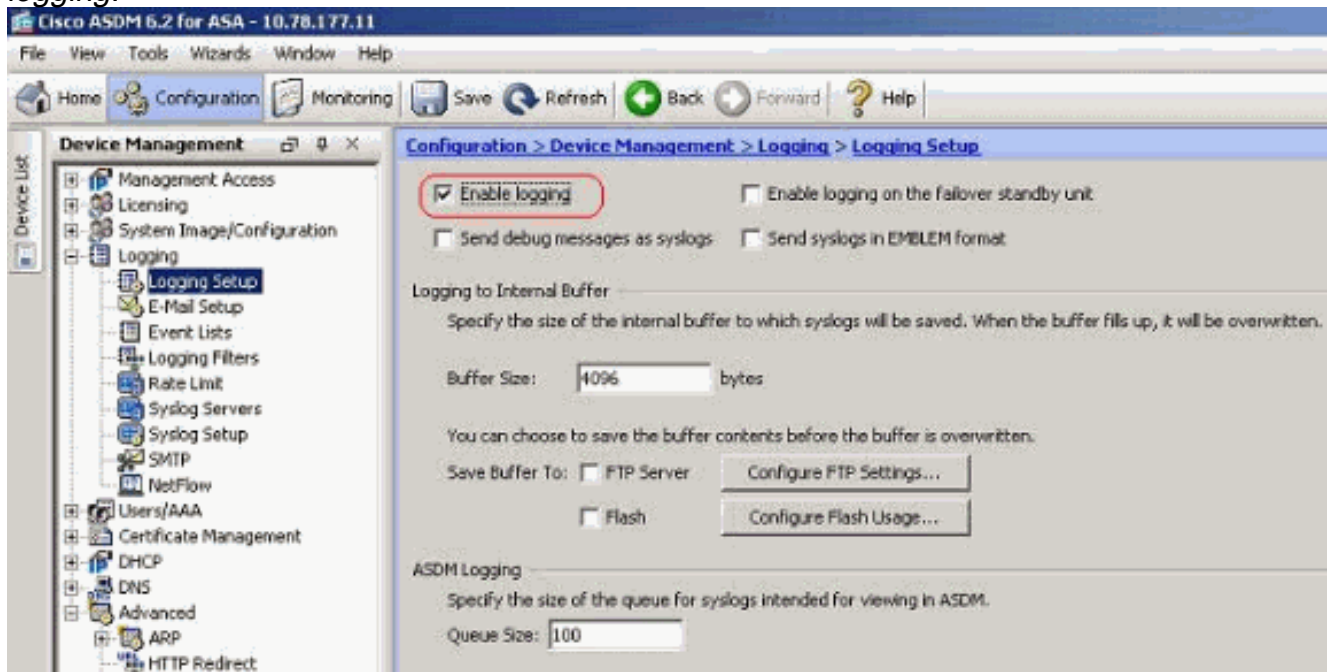 logging.
Cisco ASDM 6.2 for ASA - 10.78.177.11
File View Tools Wizards Window Help
Home Configuration Monitoring Save Refresh Back Forward Help
Device List
Device Management
Management Access
Licensing
System Image/Configuration
Logging
Logging Setup
E-Mail Setup
Event Lists
Logging Filters
Rate Limit
Syslog Servers
Syslog Setup
SMTP
NetFlow
Users/AAA
Certificate Management
DHCP
DNS
Advanced
ARP
HTTP Redirect
Configuration > Device Management > Logging > Logging Setup
Enable logging Enable logging on the failover standby unit
Send debug messages as syslogs Send syslogs in EMBLEM format
Logging to Internal Buffer
Specify the size of the internal buffer to which syslogs will be saved. When the buffer fills up, it will be overwritten.
Buffer Size: 4096 bytes
You can choose to save the buffer contents before the buffer is overwritten.
Save Buffer To: FTP Server Configure FTP Settings...
Flash Configure Flash Usage...
ASDM Logging
Specify the size of the queue for syslogs intended for viewing in ASDM.
Queue Size: 100